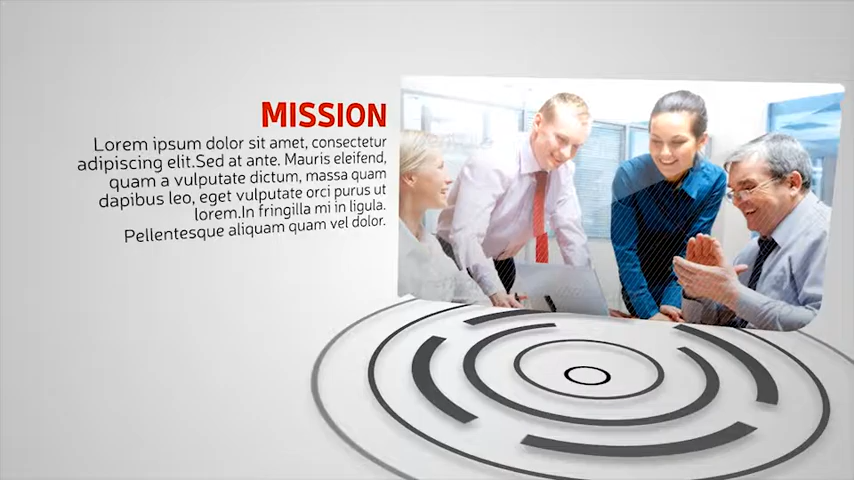 MISSION
Lorem ipsum dolor sit amet, consectetur
adipiscing elit.Sed at ante. Mauris eleifend,
quam a vulputate dictum, massa quam
dapibus leo, eget vulputate orci purus ut
lorem.In fringilla mi in ligula.
Pellentesque aliquam quam vel dolor.